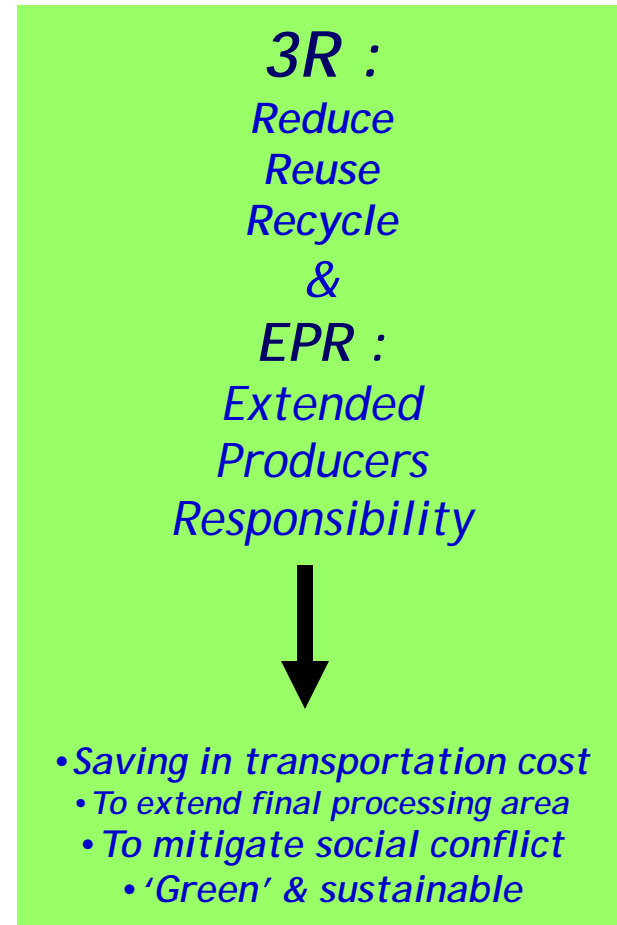 3R :
Reduce
Reuse
Recycle
&
EPR :
Extended
Producers
Responsibility
•Saving in transportation cost
•To extend final processing area
•To mitigate social conflict
•‘Green’ & sustainable